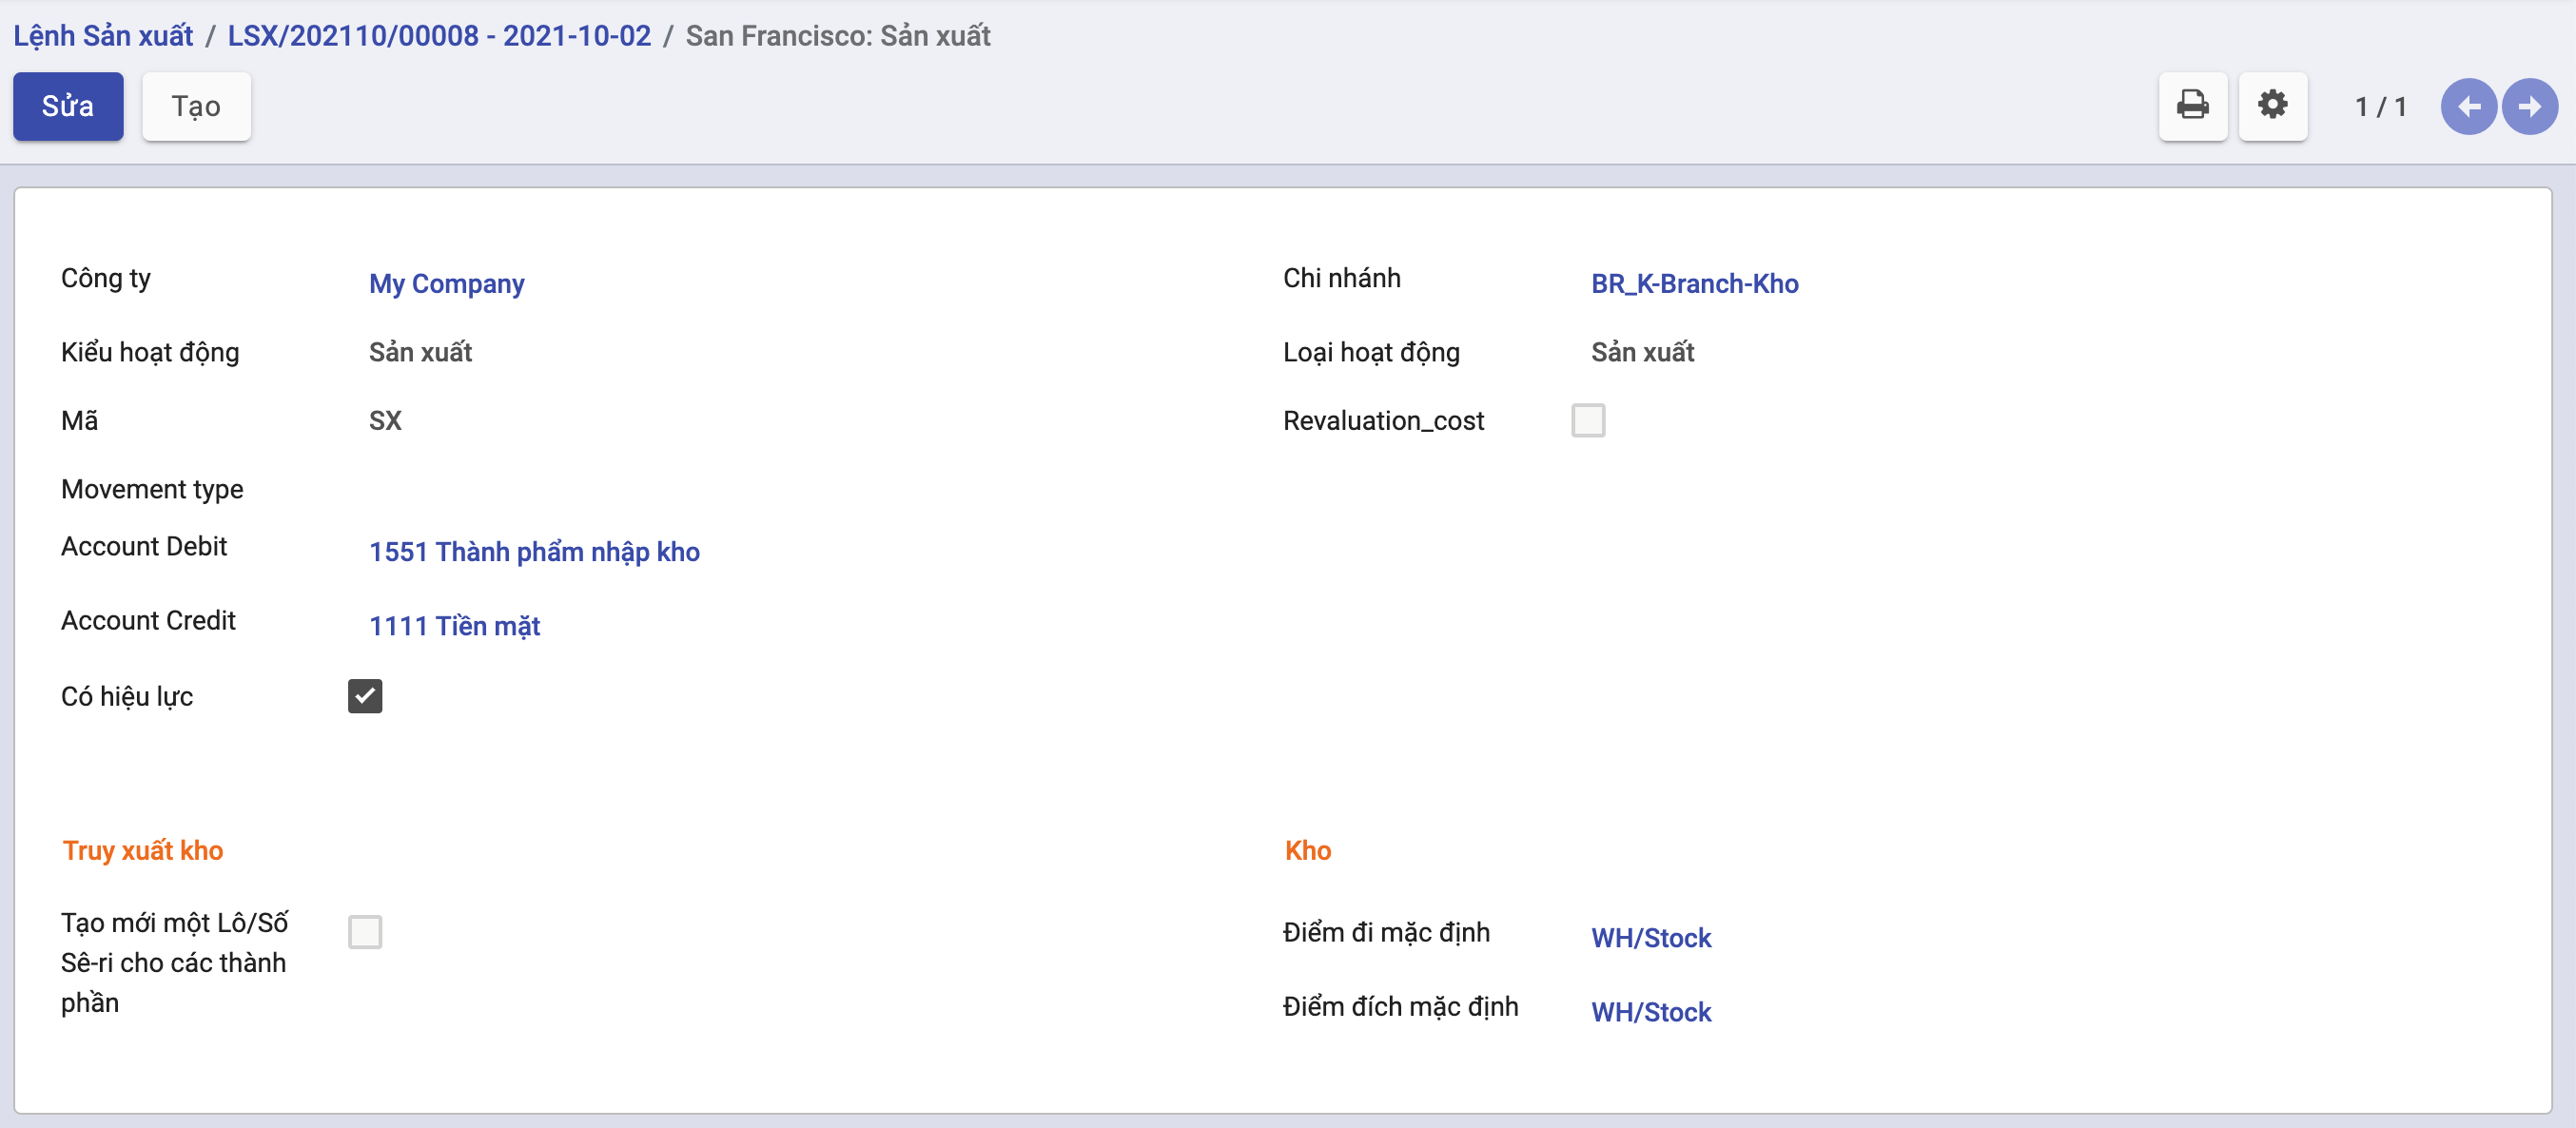 Lệnh Sản xuất / LSX/202110/00008 - 2021-10-02 / San Francisco: Sản xuất
Sửa Tạo 1 / 1
Công ty My Company
Kiểu hoạt động Sản xuất
Mã SX
Movement type
Account Debit 1551 Thành phẩm nhập kho
Account Credit 1111 Tiền mặt
Có hiệu lực
Chi nhánh BR_K-Branch-Kho
Loại hoạt động Sản xuất
Revaluation_cost
Truy xuất kho
Tạo mới một Lô/Số
Sê-ri cho các thành
phần
Kho
Điểm đi mặc định WH/Stock
Điểm đích mặc định WH/Stock